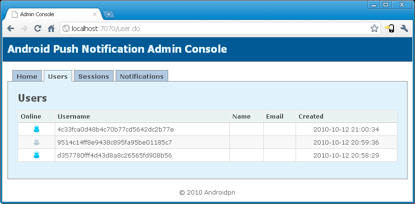 Admin Console
localhost:7070/user.do
Android Push Notification Admin Console
Home Users Sessions Notifications
Users
Online Username Name Email Created
4c33fca0d48b4c70b77cd5642dc2b77e 2010-10-12 21:00:34
9514c14ff8e9438c895fa95be01185c7 2010-10-12 20:59:36
d357780fff4d43d8a8c26565fd908b56 2010-10-12 20:58:29
© 2010 Androidpn